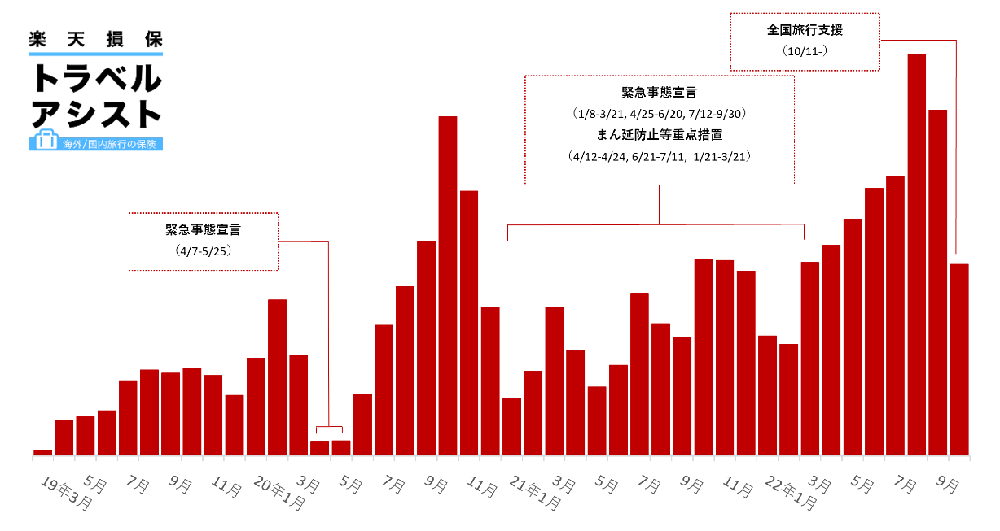 楽天損保
トラベル
アシスト
海外/国内旅行の保険
全国旅行支援
（10/11-）
緊急事態宣言
（1/8-3/21, 4/25-6/20, 7/12-9/30）
まん延防止等重点措置
（4/12-4/24, 6/21-7/11, 1/21-3/21）
緊急事態宣言
（4/7-5/25）
19年3月
5月
7月
9月
11月
20年1月
3月
5月
7月
9月
11月
21年1月
3月
5月
7月
9月
11月
22年1月
3月
5月
7月
9月